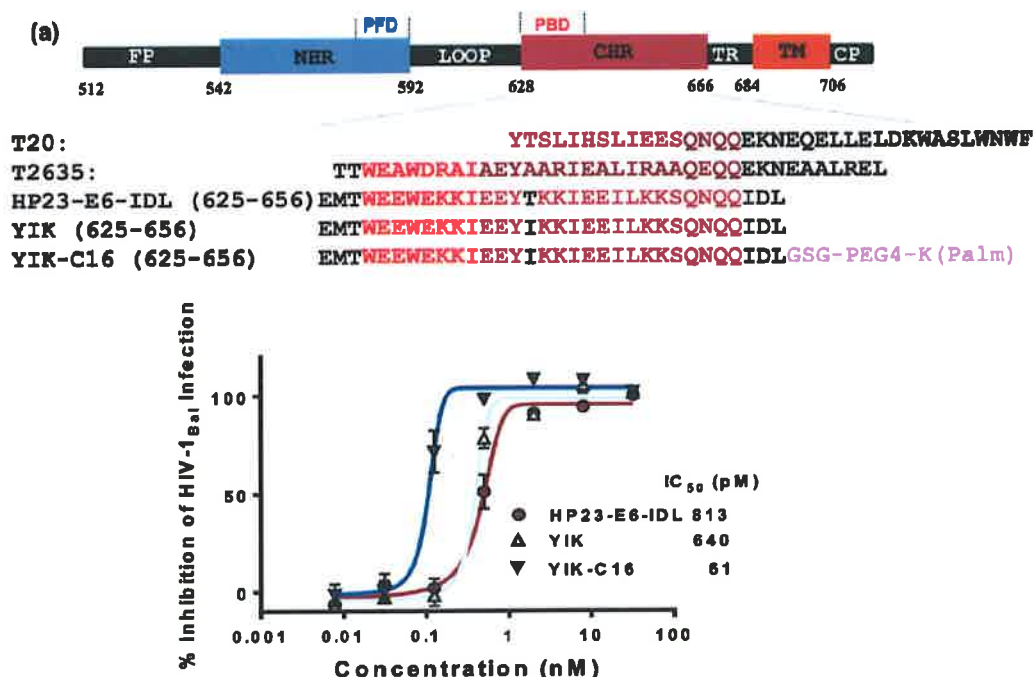 (a)
PFD PBD
FP NHR LOOP CHR TR TM CP
512 542 592 628 666 684 706
T20: YTSLIHSLIEESQNQQEKNEQELLELDKWASLWNWF
T2635: TTWEAWDRAIAEYAARIEALIRAAQEQQEKNEAALREL
HP23-E6-IDL (625-656) EMTWEEWEKKIEEYTKKIEEILKKSQNQQIDL
YIK (625-656) EMTWEEWEKKIEEYIKKIEEILKKSQNQQIDL
YIK-C16 (625-656) EMTWEEWEKKIEEYIKKIEEILKKSQNQQIDLGSG-PEG4-K(Palm)
% Inhibition of HIV-1Bal Infection
100
50
0
IC50 (pM)
HP23-E6-IDL 813
YIK 640
YIK-C16 61
0.001 0.01 0.1 1 10 100
Concentration (nM)